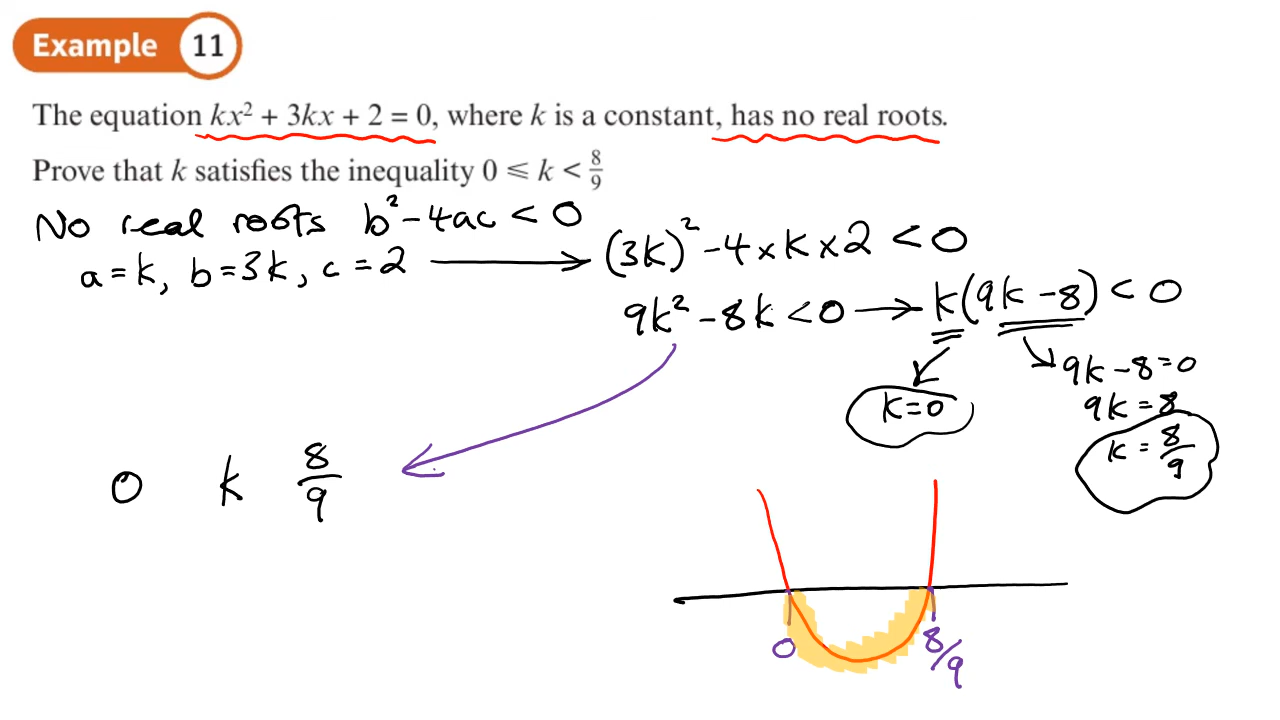 Example 11
The equation kx² + 3kx + 2 = 0, where k is a constant, has no real roots.
Prove that k satisfies the inequality 0 ⩽ k < 8/9
No real roots b² - 4ac < 0
a = k, b = 3k, c = 2 ⟶ (3k)² - 4 × k × 2 < 0
9k² - 8k < 0 → k(9k - 8) < 0
9k - 8 = 0
k = 0
9k = 8
k = 8/9
0 k 8/9
0 8/9